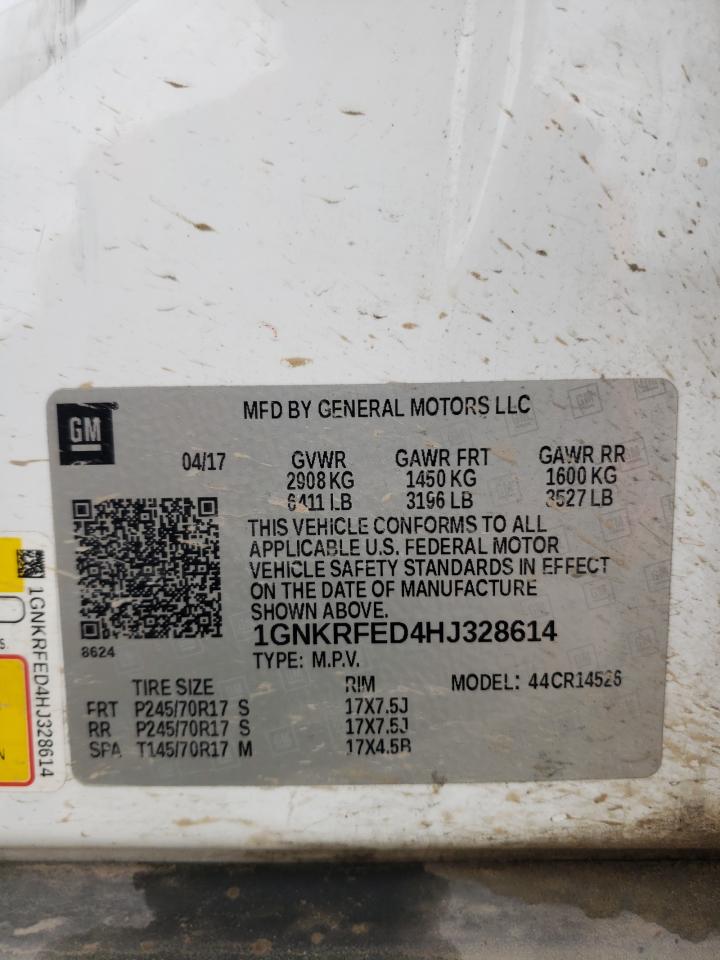 GM
MFD BY GENERAL MOTORS LLC
04/17 GVWR GAWR FRT GAWR RR
2908 KG 1450 KG 1600 KG
6411 LB 3196 LB 3527 LB
THIS VEHICLE CONFORMS TO ALL
APPLICABLE U.S. FEDERAL MOTOR
VEHICLE SAFETY STANDARDS IN EFFECT
ON THE DATE OF MANUFACTURE
SHOWN ABOVE.
8624
1GNKRFED4HJ328614
TYPE: M.P.V.
TIRE SIZE RIM MODEL: 44CR14526
FRT P245/70R17 S 17X7.5J
RR P245/70R17 S 17X7.5J
SPA T145/70R17 M 17X4.5B
1GNKRFED4HJ328614